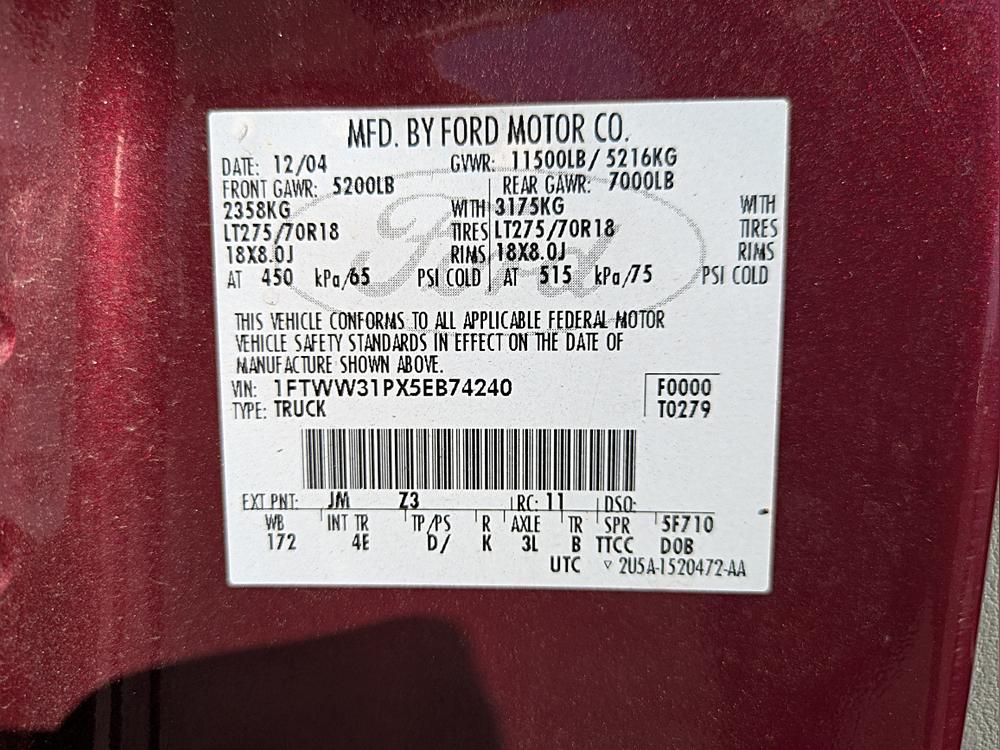 MFD. BY FORD MOTOR CO.
DATE: 12/04 GVWR: 11500LB/ 5216KG
FRONT GAWR: 5200LB REAR GAWR: 7000LB
2358KG WITH 3175KG WITH
LT275/70R18 TIRES LT275/70R18 TIRES
18X8.0J RIMS 18X8.0J RIMS
AT 450 kPa/65 PSI COLD AT 515 kPa/75 PSI COLD
Ford
THIS VEHICLE CONFORMS TO ALL APPLICABLE FEDERAL MOTOR
VEHICLE SAFETY STANDARDS IN EFFECT ON THE DATE OF
MANUFACTURE SHOWN ABOVE.
VIN: 1FTWW31PX5EB74240 F0000
TYPE: TRUCK T0279
EXT PNT: JM Z3 RC: 11 DSO:
WB INT TR TP/PS R AXLE TR SPR 5F710
172 4E D/ K 3L B TTCC DOB
UTC ▽ 2U5A-1520472-AA